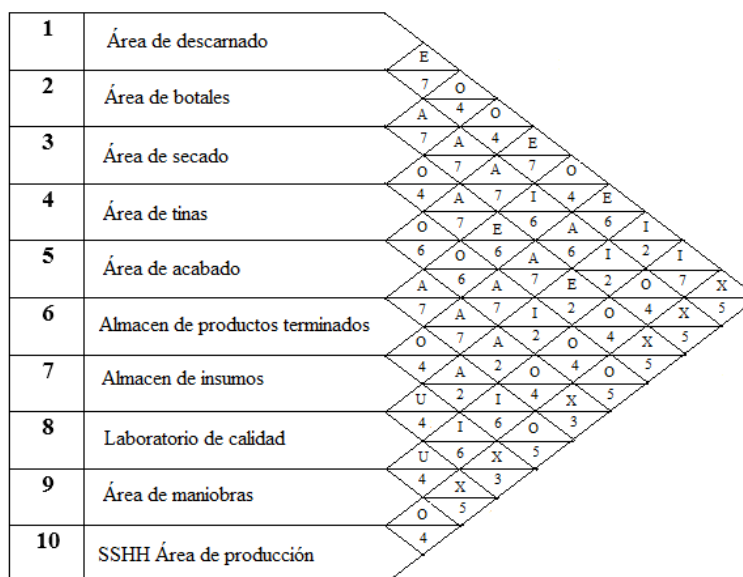 1 Área de descarnado
E
2 Área de botales
7 O
A 4 O
3 Área de secado
7 A 4 E
O 7 A 7 O
4 Área de tinas
4 A 7 I 4 E
O 7 E 6 A 6 I
5 Área de acabado
6 O 6 A 6 I 2 I
A 6 A 7 E 2 O 7 X
6 Almacen de productos terminados
7 A 7 I 2 O 4 X 5
O 7 A 2 O 4 X 5
7 Almacen de insumos
4 A 2 O 4 O 5
U 2 I 4 X 5
8 Laboratorio de calidad
4 I 6 O 3
U 6 X 5
9 Área de maniobras
4 X 3
O 5
10 SSHH Área de producción
4